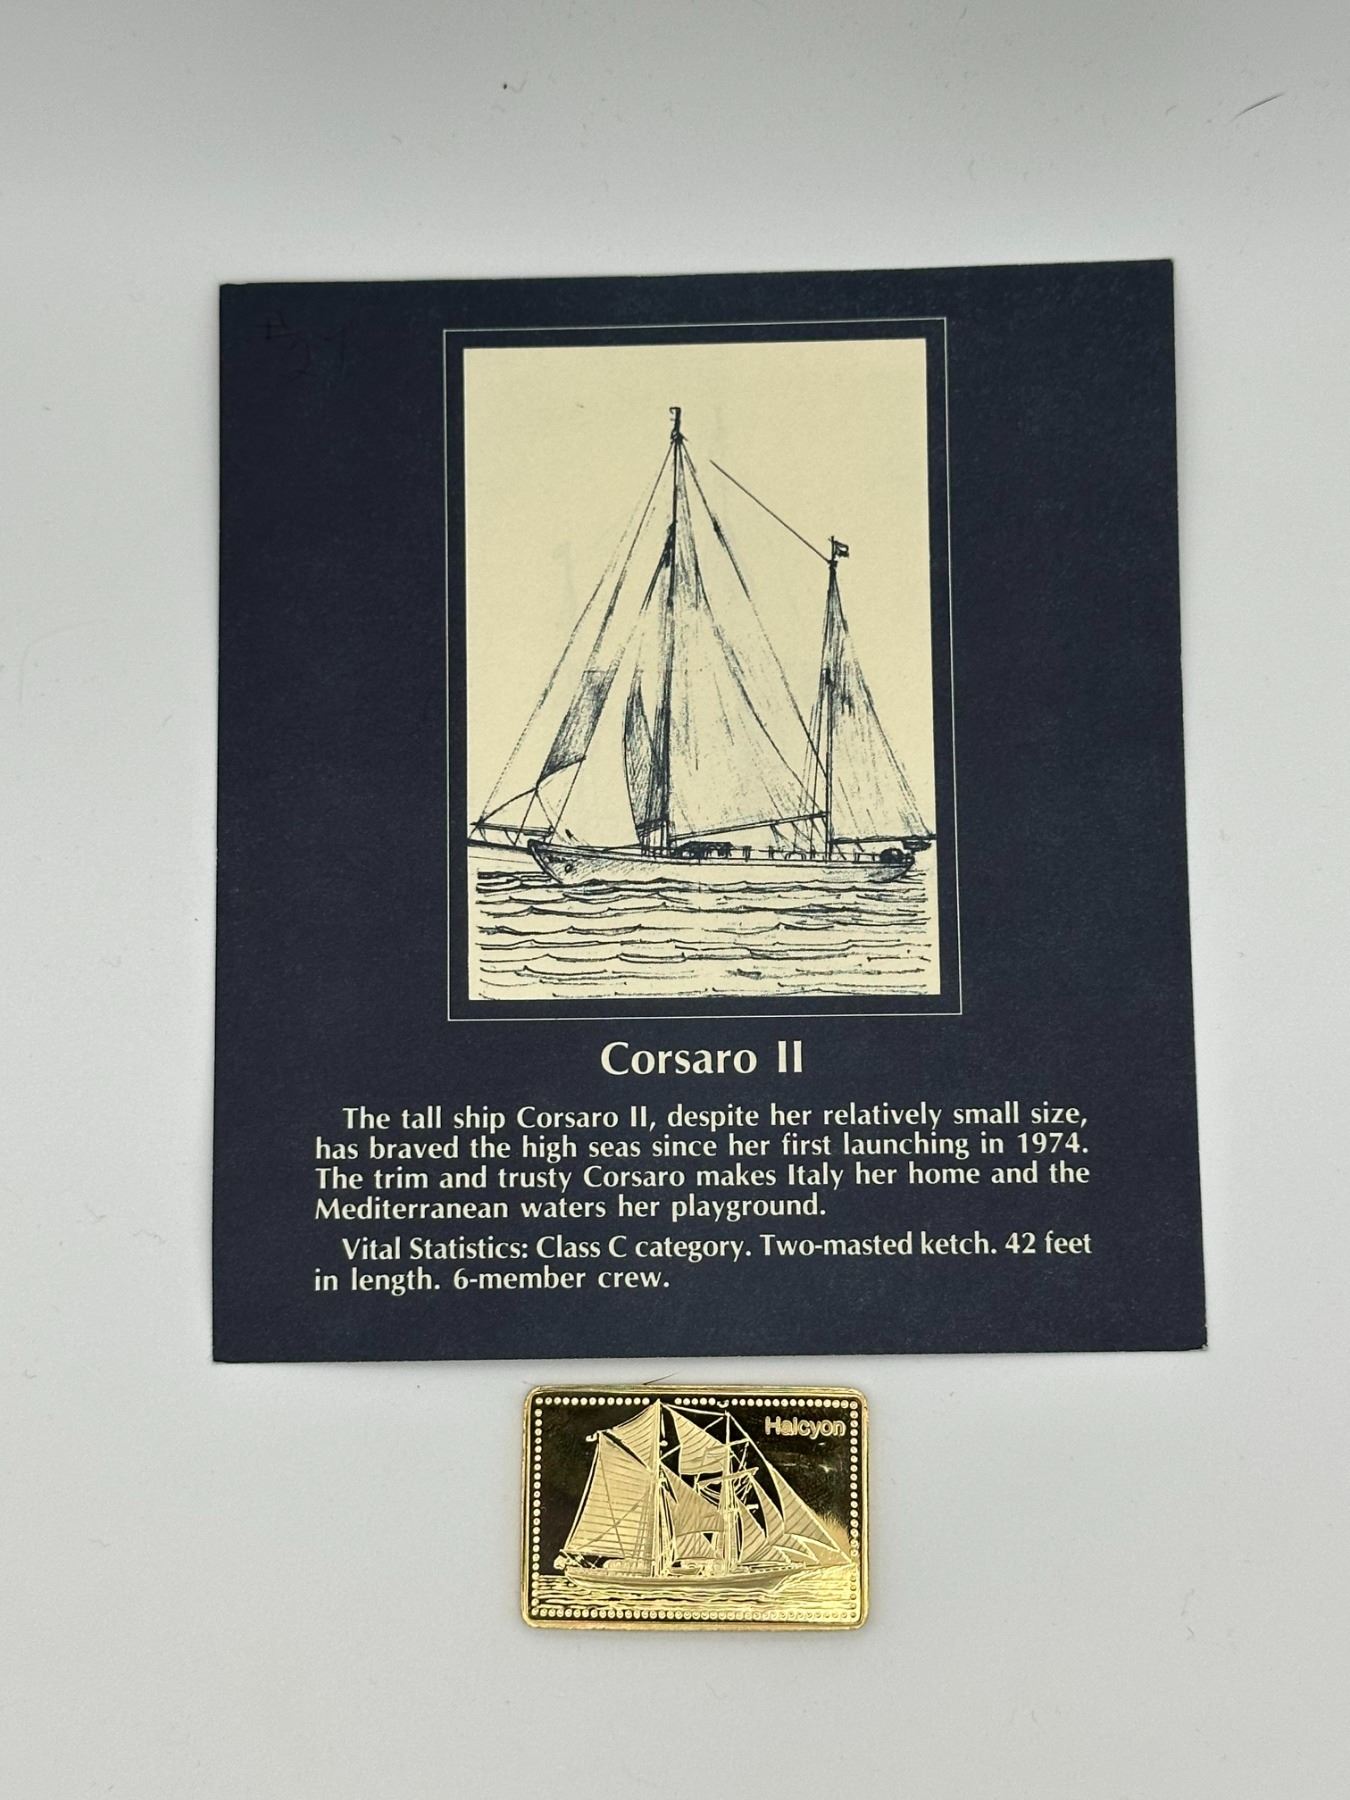 Corsaro II
The tall ship Corsaro II, despite her relatively small size,
has braved the high seas since her first launching in 1974.
The trim and trusty Corsaro makes Italy her home and the
Mediterranean waters her playground.
Vital Statistics: Class C category. Two-masted ketch. 42 feet
in length. 6-member crew.
Halcyon